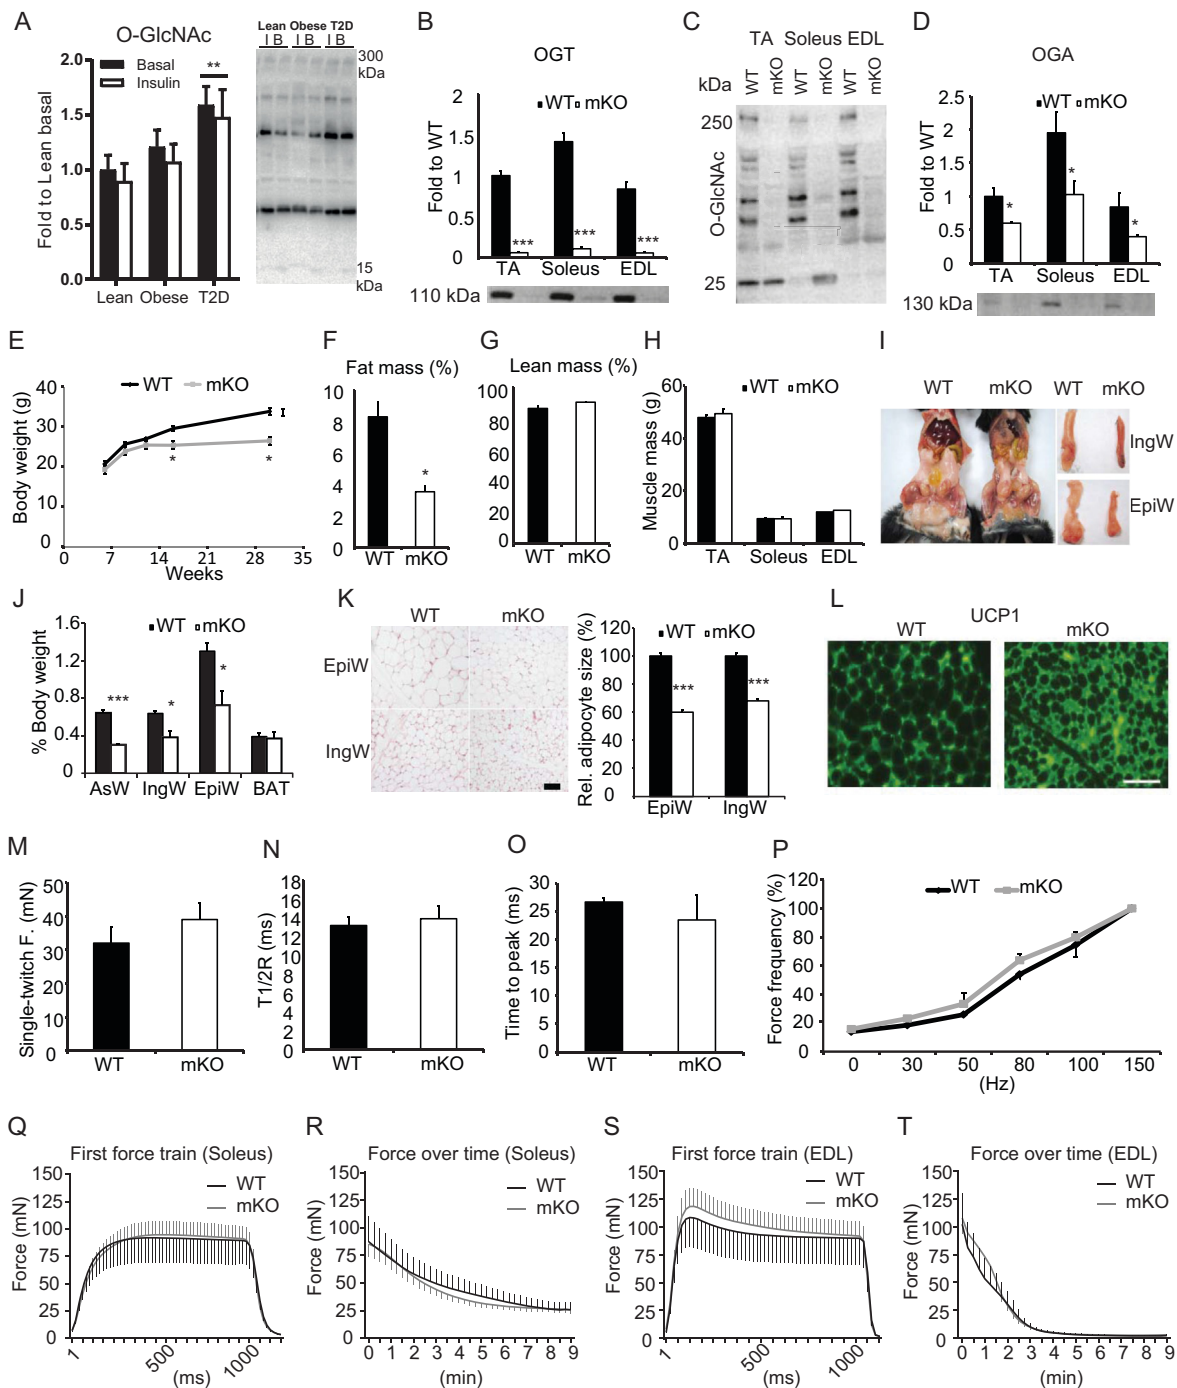 A
O-GlcNAc
2.0
1.5
1.0
0.5
0.0
Fold to Lean basal
Basal
Insulin
**
Lean Obese T2D
Lean Obese T2D
I B I B I B
300
kDa
15
kDa
B
OGT
WT mKO
2
1.5
1
0.5
0
Fold to WT
*** *** ***
TA Soleus EDL
110 kDa
C
TA Soleus EDL
kDa WT mKO WT mKO WT mKO
250
O-GlcNAc
25
D
OGA
WT mKO
2.5
2
1.5
1
0.5
0
Fold to WT
* * *
TA Soleus EDL
130 kDa
E
WT mKO
40
30
20
10
0
Body weight (g)
* *
0 7 14 21 28 35
Weeks
F
Fat mass (%)
10
8
6
4
2
0
*
WT mKO
G
Lean mass (%)
100
90
80
70
60
50
40
30
20
10
0
WT mKO
H
WT mKO
60
40
20
0
Muscle mass (g)
TA Soleus EDL
I
WT mKO WT mKO
IngW
EpiW
J
WT mKO
1.6
1.2
0.8
0.4
0
% Body weight
*** * *
AsW IngW EpiW BAT
K
WT mKO
EpiW
IngW
WT mKO
120
100
80
60
40
20
0
Rel. adipocyte size (%)
*** ***
EpiW IngW
L
UCP1
WT mKO
M
50
40
30
20
10
0
Single-twitch F. (mN)
WT mKO
N
18
16
14
12
10
8
6
4
2
0
T1/2R (ms)
WT mKO
O
30
25
20
15
10
5
0
Time to peak (ms)
WT mKO
P
WT mKO
120
100
80
60
40
20
0
Force frequency (%)
0 30 50 80 100 150
(Hz)
Q
First force train (Soleus)
WT
mKO
150
125
100
75
50
25
0
Force (mN)
1 500 1000
(ms)
R
Force over time (Soleus)
WT
mKO
150
125
100
75
50
25
0
Force (mN)
0 1 2 3 4 5 6 7 8 9
(min)
S
First force train (EDL)
WT
mKO
150
125
100
75
50
25
0
Force (mN)
1 500 1000
(ms)
T
Force over time (EDL)
WT
mKO
150
125
100
75
50
25
0
Force (mN)
0 1 2 3 4 5 6 7 8 9
(min)